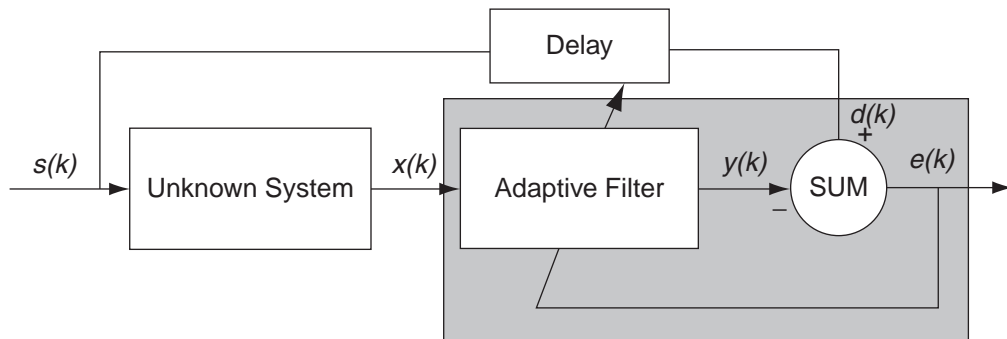 Delay
d(k)
+
s(k)
Unknown System
x(k)
Adaptive Filter
y(k)
–
SUM
e(k)